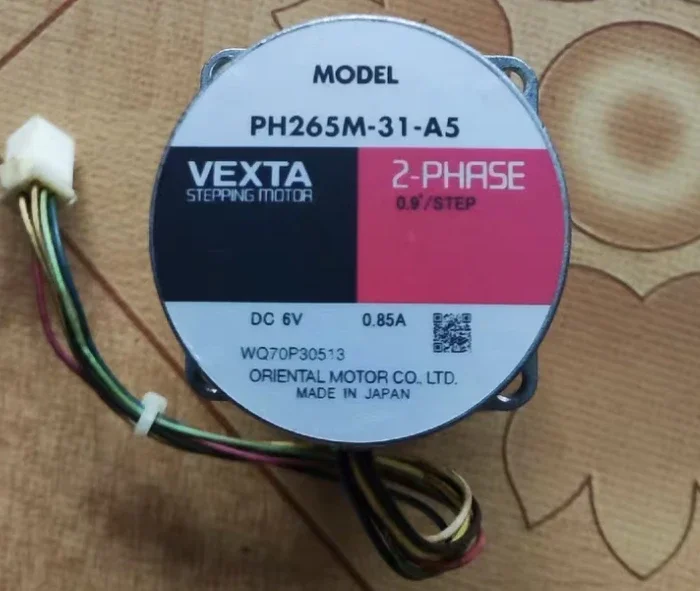 MODEL
PH265M-31-A5
VEXTA
STEPPING MOTOR
2-PHASE
0.9°/STEP
DC 6V 0.85A
WQ70P30513
ORIENTAL MOTOR CO., LTD.
MADE IN JAPAN